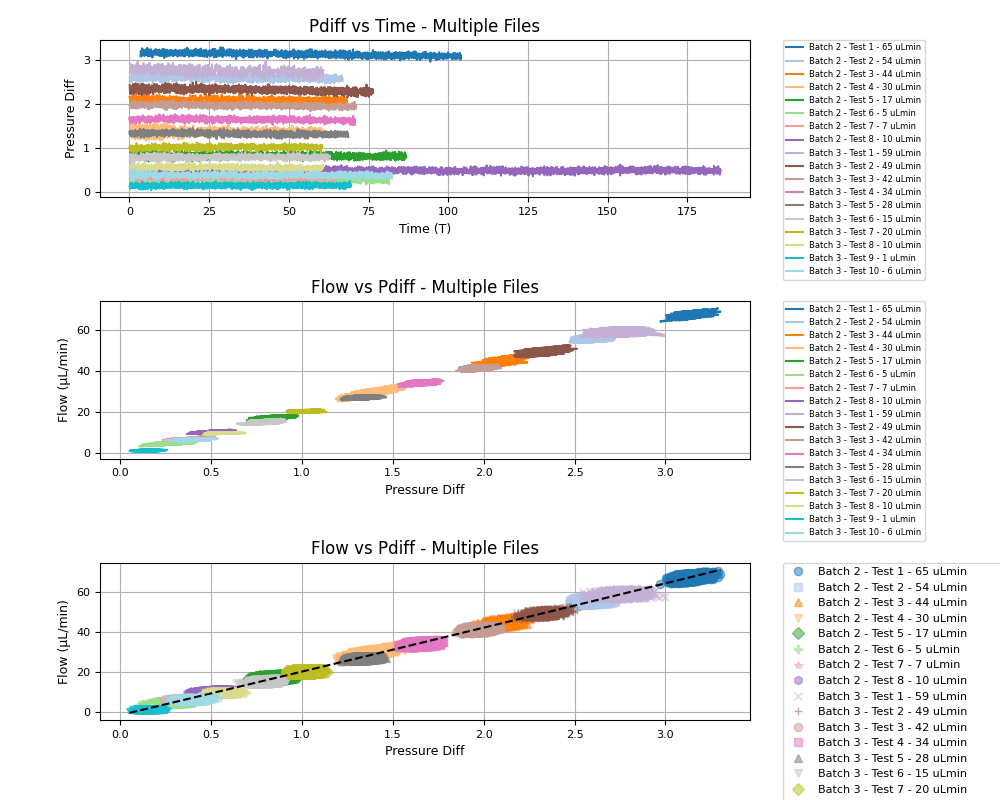 Pdiff vs Time - Multiple Files
Pressure Diff
3
2
1
0
0 25 50 75 100 125 150 175
Time (T)
Batch 2 - Test 1 - 65 uLmin
Batch 2 - Test 2 - 54 uLmin
Batch 2 - Test 3 - 44 uLmin
Batch 2 - Test 4 - 30 uLmin
Batch 2 - Test 5 - 17 uLmin
Batch 2 - Test 6 - 5 uLmin
Batch 2 - Test 7 - 7 uLmin
Batch 2 - Test 8 - 10 uLmin
Batch 3 - Test 1 - 59 uLmin
Batch 3 - Test 2 - 49 uLmin
Batch 3 - Test 3 - 42 uLmin
Batch 3 - Test 4 - 34 uLmin
Batch 3 - Test 5 - 28 uLmin
Batch 3 - Test 6 - 15 uLmin
Batch 3 - Test 7 - 20 uLmin
Batch 3 - Test 8 - 10 uLmin
Batch 3 - Test 9 - 1 uLmin
Batch 3 - Test 10 - 6 uLmin
Flow vs Pdiff - Multiple Files
Flow (μL/min)
60
40
20
0
0.0 0.5 1.0 1.5 2.0 2.5 3.0
Pressure Diff
Batch 2 - Test 1 - 65 uLmin
Batch 2 - Test 2 - 54 uLmin
Batch 2 - Test 3 - 44 uLmin
Batch 2 - Test 4 - 30 uLmin
Batch 2 - Test 5 - 17 uLmin
Batch 2 - Test 6 - 5 uLmin
Batch 2 - Test 7 - 7 uLmin
Batch 2 - Test 8 - 10 uLmin
Batch 3 - Test 1 - 59 uLmin
Batch 3 - Test 2 - 49 uLmin
Batch 3 - Test 3 - 42 uLmin
Batch 3 - Test 4 - 34 uLmin
Batch 3 - Test 5 - 28 uLmin
Batch 3 - Test 6 - 15 uLmin
Batch 3 - Test 7 - 20 uLmin
Batch 3 - Test 8 - 10 uLmin
Batch 3 - Test 9 - 1 uLmin
Batch 3 - Test 10 - 6 uLmin
Flow vs Pdiff - Multiple Files
Flow (μL/min)
60
40
20
0
0.0 0.5 1.0 1.5 2.0 2.5 3.0
Pressure Diff
Batch 2 - Test 1 - 65 uLmin
Batch 2 - Test 2 - 54 uLmin
Batch 2 - Test 3 - 44 uLmin
Batch 2 - Test 4 - 30 uLmin
Batch 2 - Test 5 - 17 uLmin
Batch 2 - Test 6 - 5 uLmin
Batch 2 - Test 7 - 7 uLmin
Batch 2 - Test 8 - 10 uLmin
Batch 3 - Test 1 - 59 uLmin
Batch 3 - Test 2 - 49 uLmin
Batch 3 - Test 3 - 42 uLmin
Batch 3 - Test 4 - 34 uLmin
Batch 3 - Test 5 - 28 uLmin
Batch 3 - Test 6 - 15 uLmin
Batch 3 - Test 7 - 20 uLmin